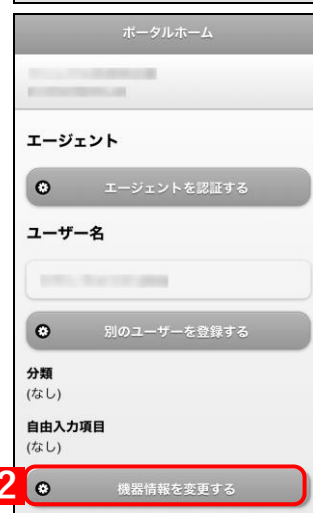 ポータルホーム
エージェント
エージェントを認証する
ユーザー名
別のユーザーを登録する
分類
(なし)
自由入力項目
(なし)
2
機器情報を変更する